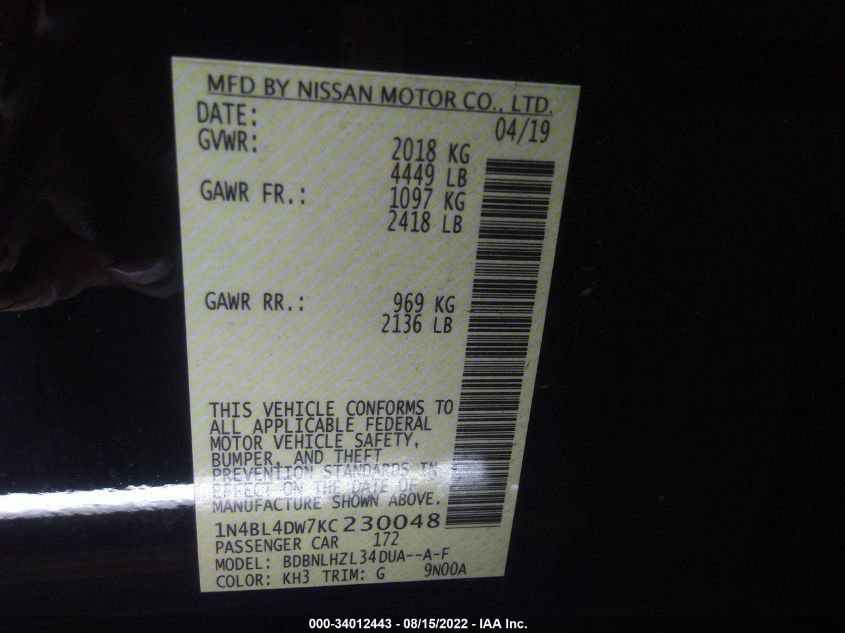 MFD BY NISSAN MOTOR CO., LTD.
DATE: 04/19
GVWR: 2018 KG
4449 LB
GAWR FR.: 1097 KG
2418 LB
GAWR RR.: 969 KG
2136 LB
THIS VEHICLE CONFORMS TO
ALL APPLICABLE FEDERAL
MOTOR VEHICLE SAFETY,
BUMPER, AND THEFT
PREVENTION STANDARDS IN
EFFECT ON THE DATE OF
MANUFACTURE SHOWN ABOVE.
1N4BL4DW7KC230048
PASSENGER CAR 172
MODEL: BDBNLHZL34DUA--A-F
COLOR: KH3 TRIM: G 9N00A
000-34012443 - 08/15/2022 - IAA Inc.